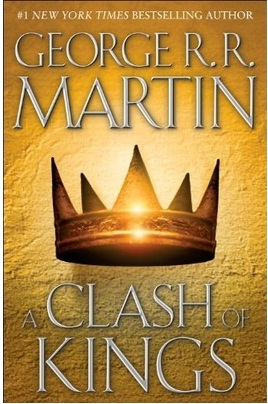 #1 NEW YORK TIMES BESTSELLING AUTHOR
GEORGE R. R.
MARTIN
A CLASH OF
KINGS